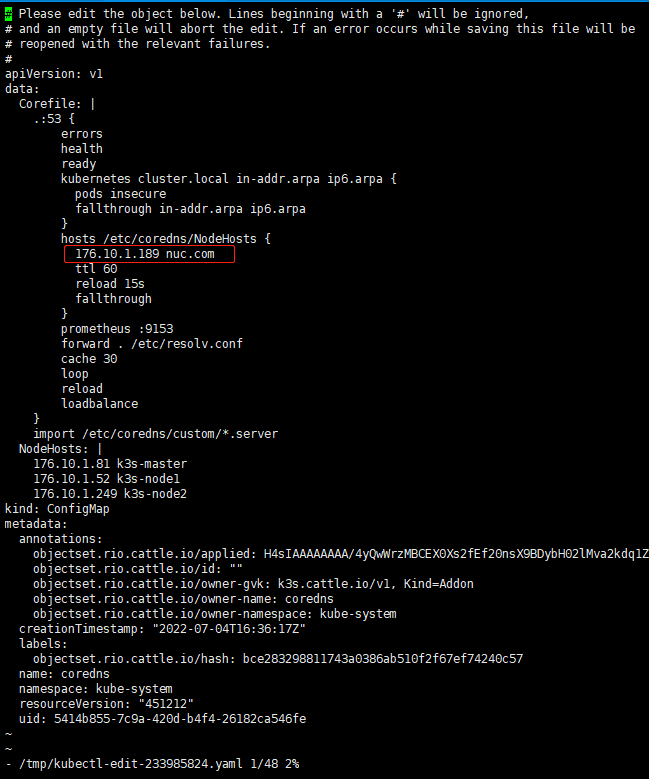 # Please edit the object below. Lines beginning with a '#' will be ignored,
# and an empty file will abort the edit. If an error occurs while saving this file will be
# reopened with the relevant failures.
#
apiVersion: v1
data:
  Corefile: |
    .:53 {
        errors
        health
        ready
        kubernetes cluster.local in-addr.arpa ip6.arpa {
          pods insecure
          fallthrough in-addr.arpa ip6.arpa
        }
        hosts /etc/coredns/NodeHosts {
          176.10.1.189 nuc.com
          ttl 60
          reload 15s
          fallthrough
        }
        prometheus :9153
        forward . /etc/resolv.conf
        cache 30
        loop
        reload
        loadbalance
    }
    import /etc/coredns/custom/*.server
  NodeHosts: |
    176.10.1.81 k3s-master
    176.10.1.52 k3s-node1
    176.10.1.249 k3s-node2
kind: ConfigMap
metadata:
  annotations:
    objectset.rio.cattle.io/applied: H4sIAAAAAAAA/4yQwWrzMBCEX0Xs2fEf20nsX9BDybH02lMva2kdq1Z
    objectset.rio.cattle.io/id: ""
    objectset.rio.cattle.io/owner-gvk: k3s.cattle.io/v1, Kind=Addon
    objectset.rio.cattle.io/owner-name: coredns
    objectset.rio.cattle.io/owner-namespace: kube-system
  creationTimestamp: "2022-07-04T16:36:17Z"
  labels:
    objectset.rio.cattle.io/hash: bce283298811743a0386ab510f2f67ef74240c57
  name: coredns
  namespace: kube-system
  resourceVersion: "451212"
  uid: 5414b855-7c9a-420d-b4f4-26182ca546fe
~
~
- /tmp/kubectl-edit-233985824.yaml 1/48 2%